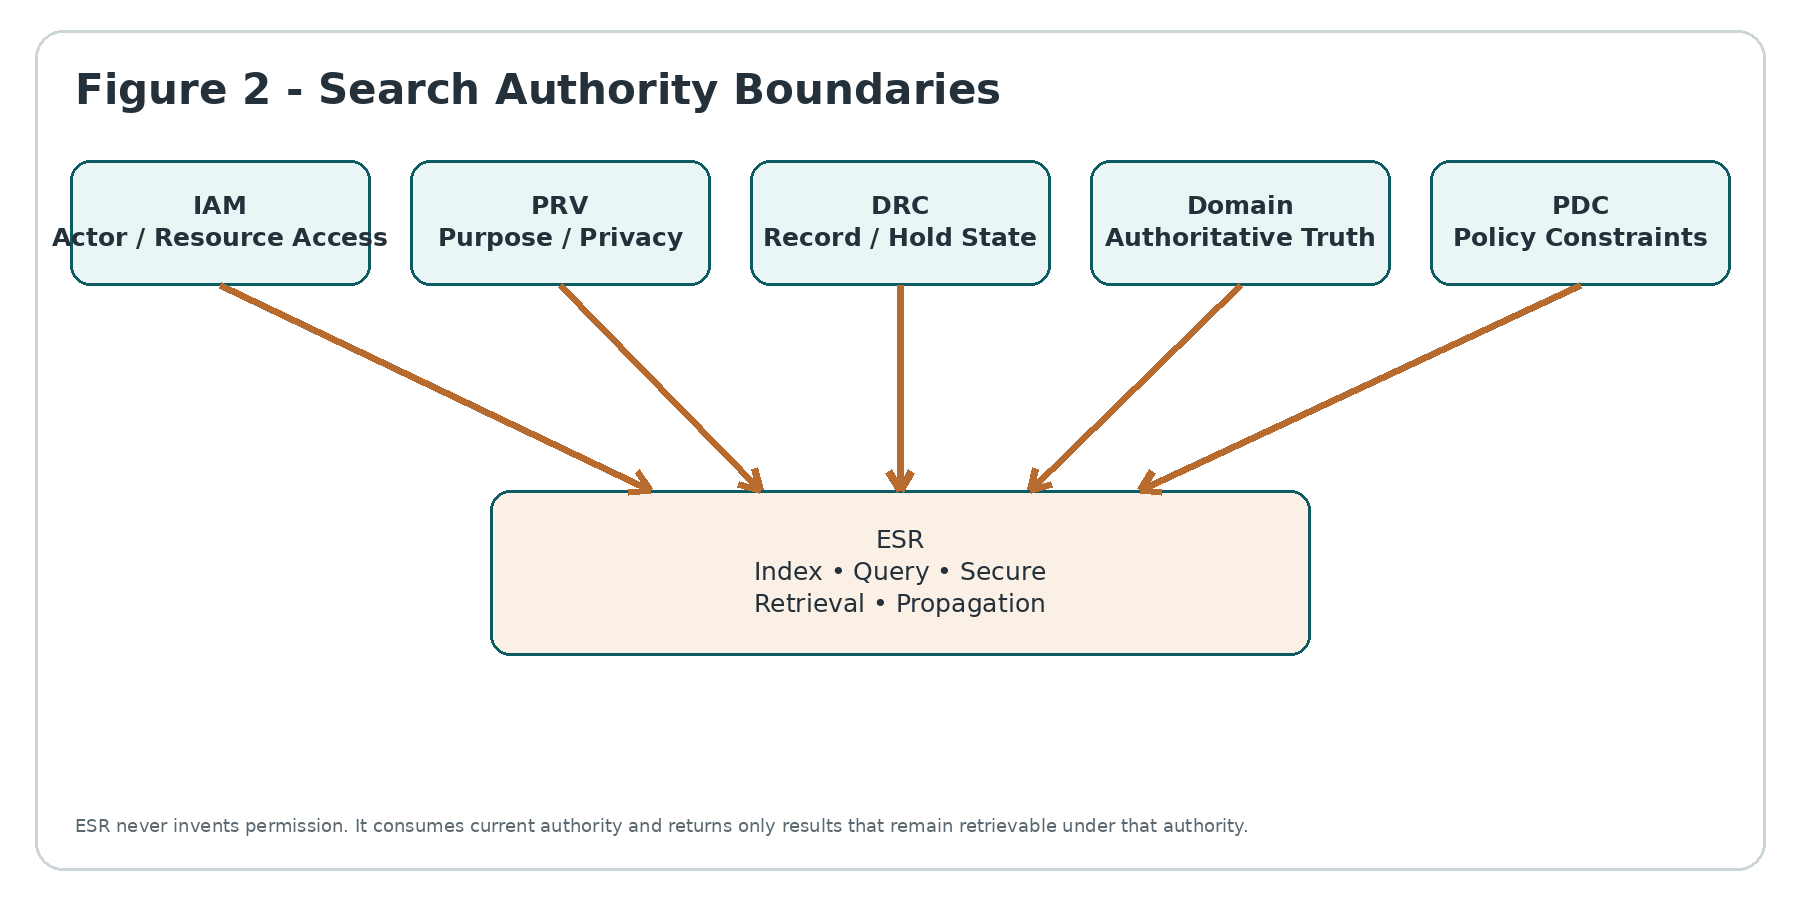 Figure 2 - Search Authority Boundaries
IAM
Actor / Resource Access
PRV
Purpose / Privacy
DRC
Record / Hold State
Domain
Authoritative Truth
PDC
Policy Constraints
ESR
Index • Query • Secure
Retrieval • Propagation
ESR never invents permission. It consumes current authority and returns only results that remain retrievable under that authority.